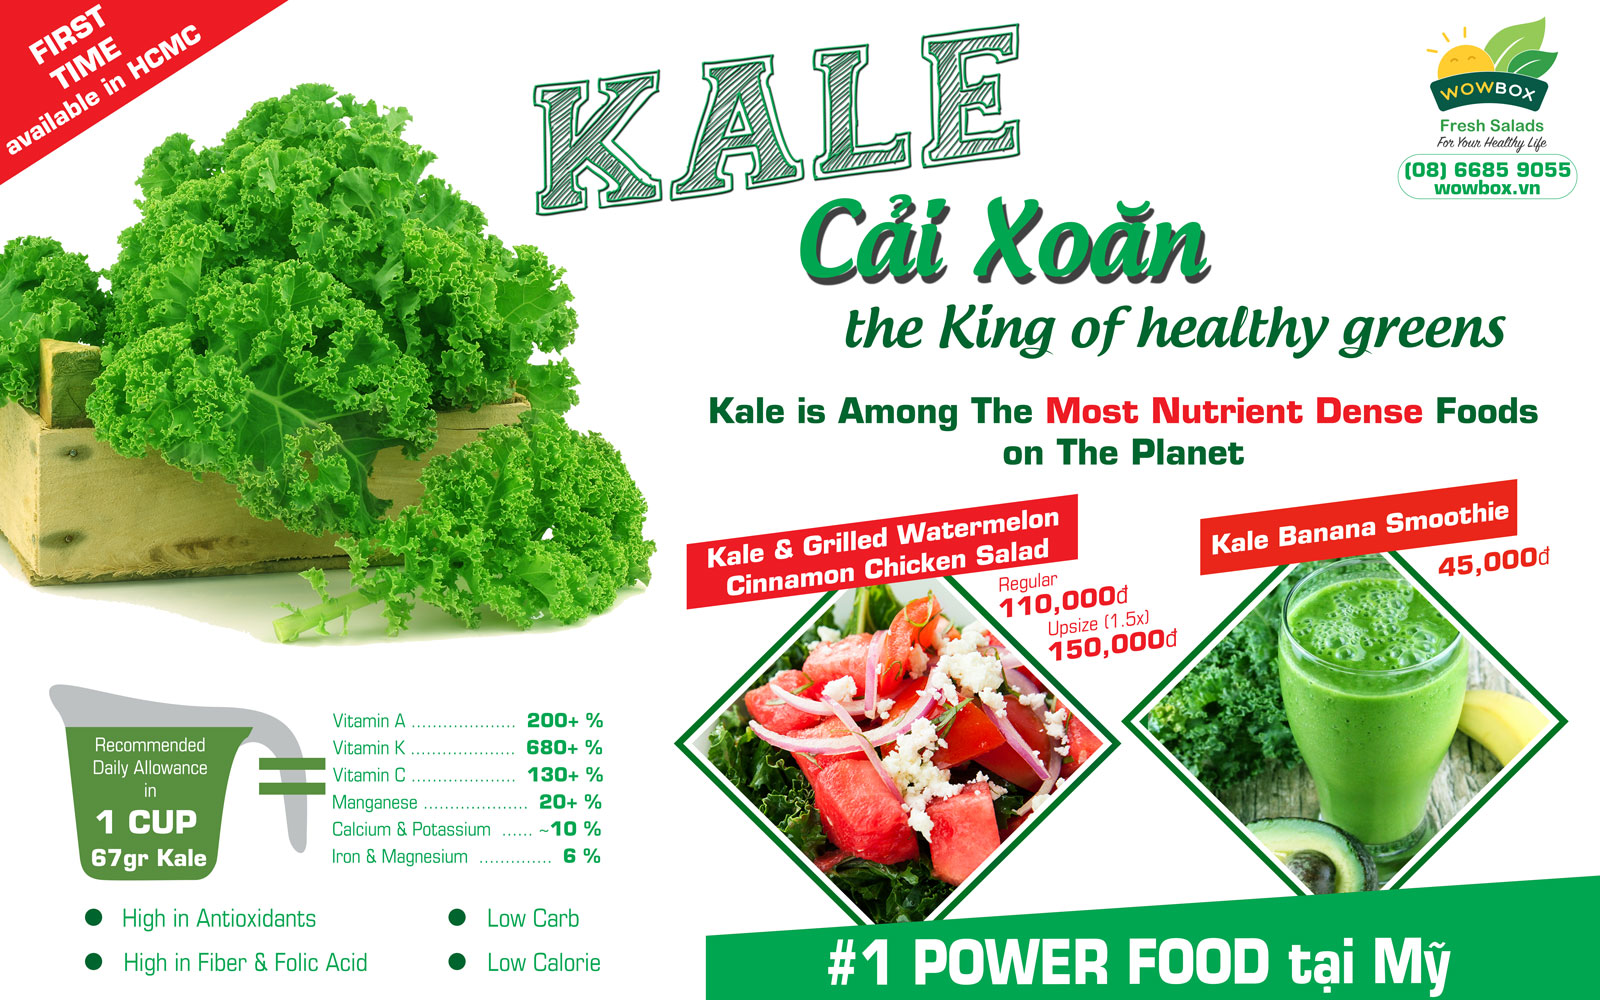 FIRST
TIME
available in HCMC
KALE
WOWBOX
Fresh Salads
For Your Healthy Life
(08) 6685 9055
wowbox.vn
Cải Xoăn
the King of healthy greens
Kale is Among The Most Nutrient Dense Foods
on The Planet
Kale & Grilled Watermelon
Cinnamon Chicken Salad
Regular
110,000đ
Upsize (1.5x)
150,000đ
Kale Banana Smoothie
45,000đ
Recommended
Daily Allowance
in
1 CUP
67gr Kale
Vitamin A .................... 200+ %
Vitamin K .................... 680+ %
Vitamin C .................... 130+ %
Manganese .................... 20+ %
Calcium & Potassium ...... ~10 %
Iron & Magnesium .............. 6 %
High in Antioxidants
Low Carb
High in Fiber & Folic Acid
Low Calorie
#1 POWER FOOD tại Mỹ